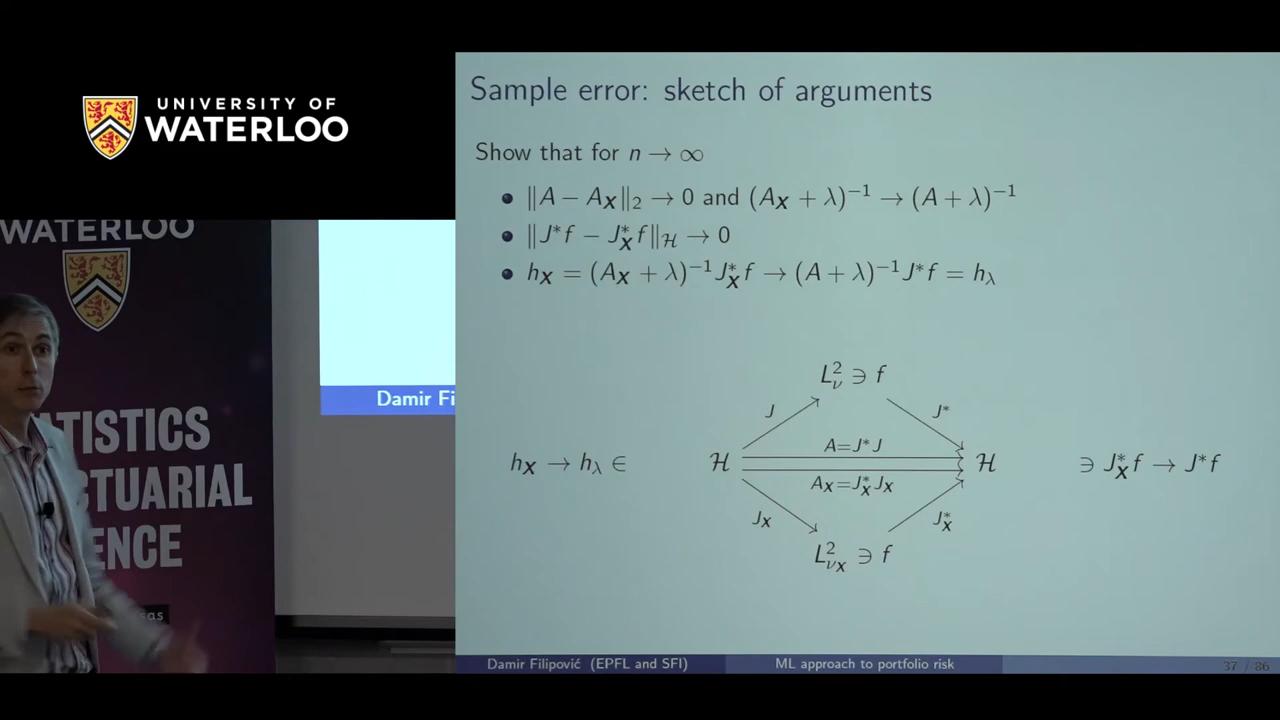 UNIVERSITY OF
WATERLOO
WATERLOO
TISTICS
CTUARIAL
ENCE
Damir Fi
Sample error: sketch of arguments
Show that for n → ∞
• ‖A − A_X‖₂ → 0 and (A_X + λ)⁻¹ → (A + λ)⁻¹
• ‖J*f − J*_X f‖_ℋ → 0
• h_X = (A_X + λ)⁻¹ J*_X f → (A + λ)⁻¹ J*f = h_λ
L²_ν ∋ f
J
J*
A=J*J
h_X → h_λ ∈
ℋ
ℋ
∋ J*_X f → J*f
A_X=J*_X J_X
J_X
J*_X
L²_{ν_X} ∋ f
Damir Filipović (EPFL and SFI)
ML approach to portfolio risk
37 / 86